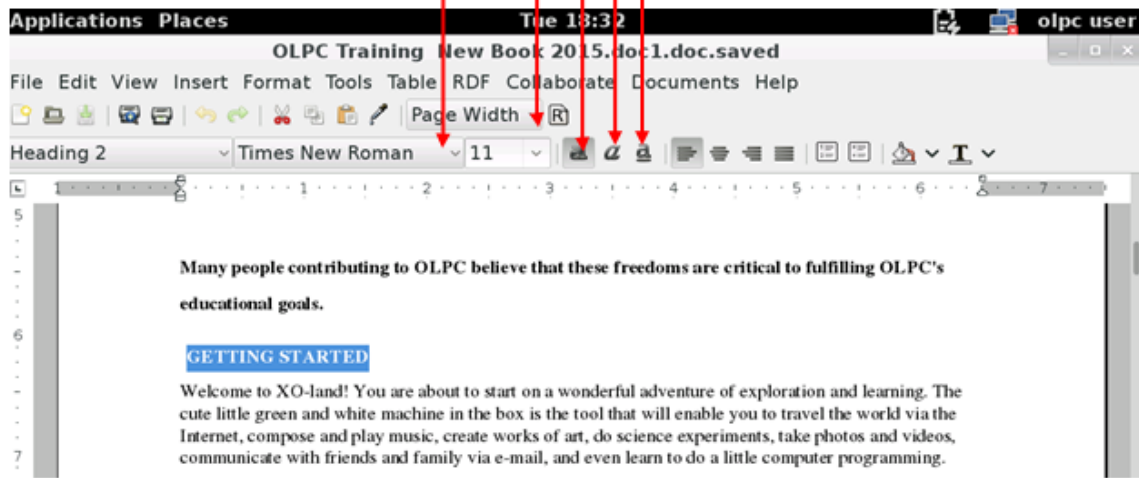 Applications Places Tue 13:32 olpc user
OLPC Training New Book 2015.doc1.doc.saved
File Edit View Insert Format Tools Table RDF Collaborate Documents Help
Page Width R
Heading 2 Times New Roman 11 a a a T
1 1 2 3 4 5 6 7
5
Many people contributing to OLPC believe that these freedoms are critical to fulfilling OLPC's
educational goals.
6
GETTING STARTED
Welcome to XO-land! You are about to start on a wonderful adventure of exploration and learning. The
cute little green and white machine in the box is the tool that will enable you to travel the world via the
Internet, compose and play music, create works of art, do science experiments, take photos and videos,
communicate with friends and family via e-mail, and even learn to do a little computer programming.
7